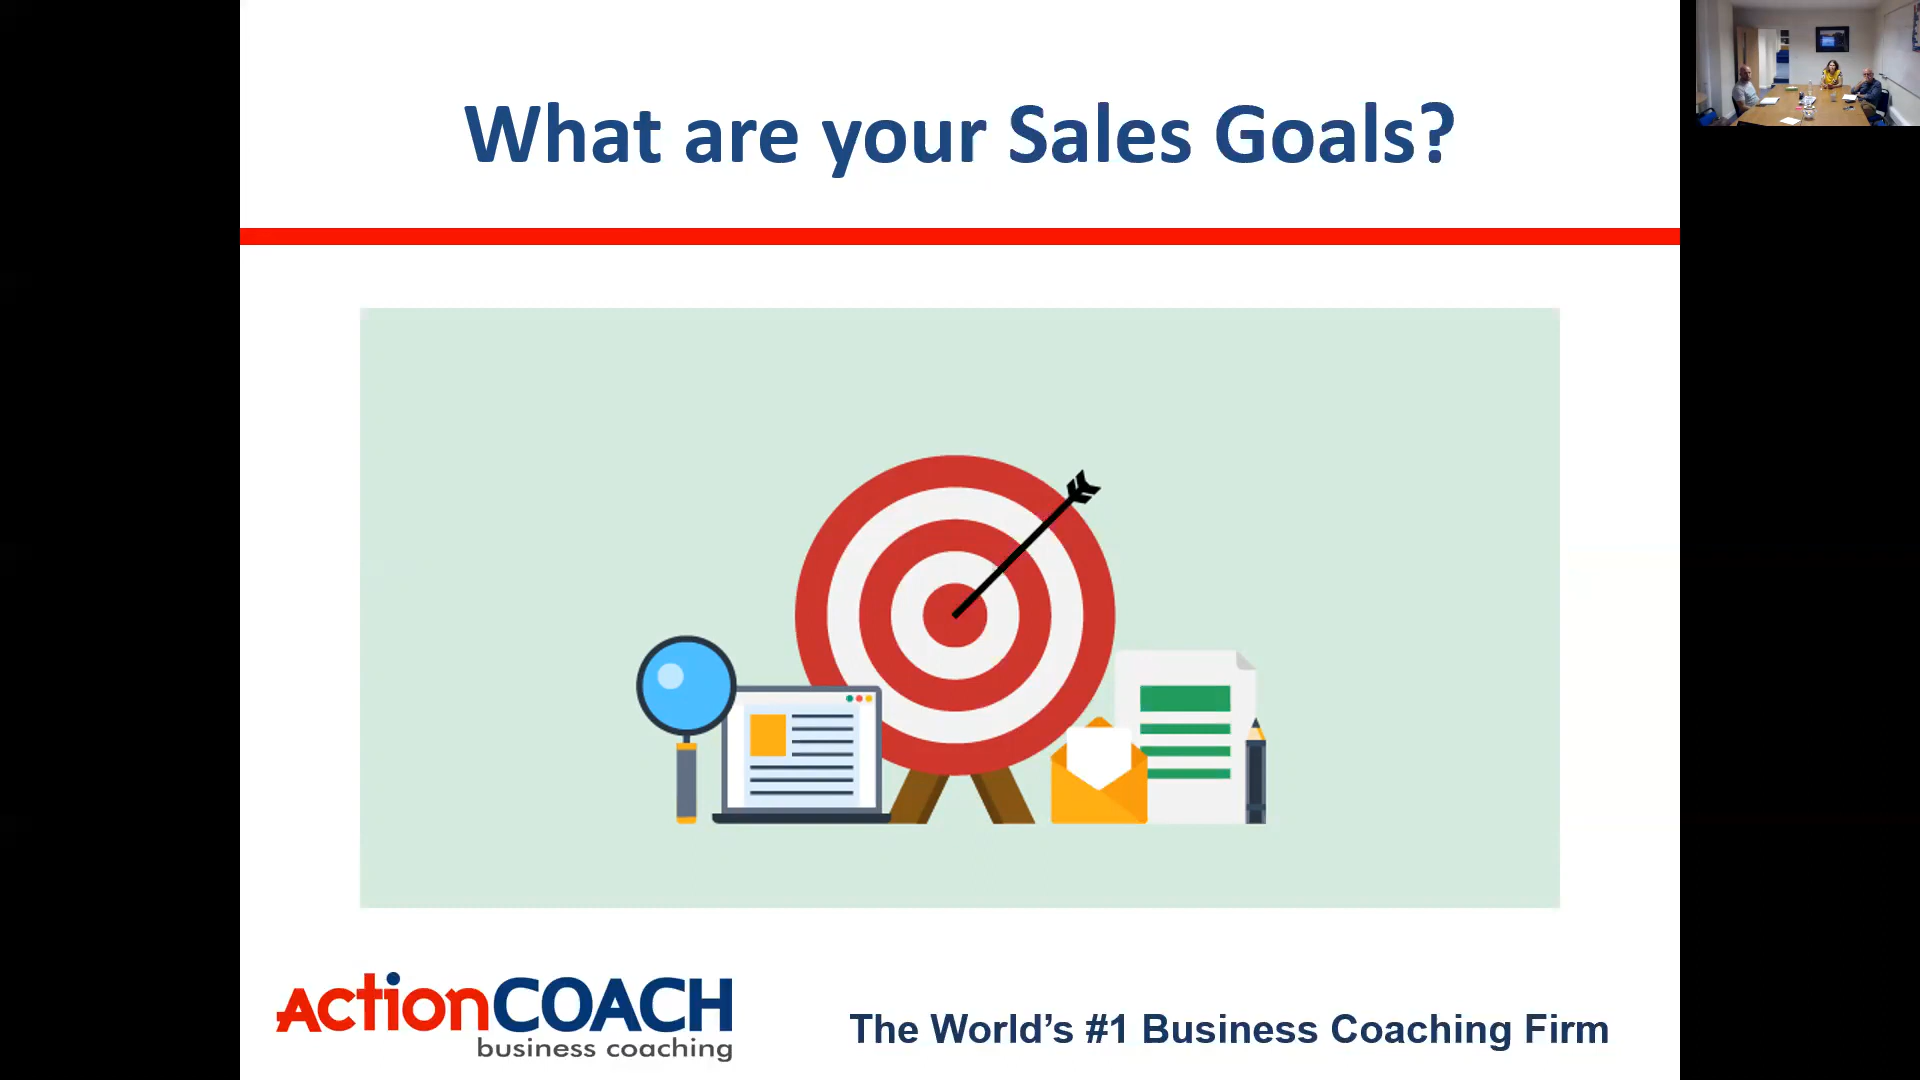 What are your Sales Goals?
ActionCOACH
business coaching
The World's #1 Business Coaching Firm